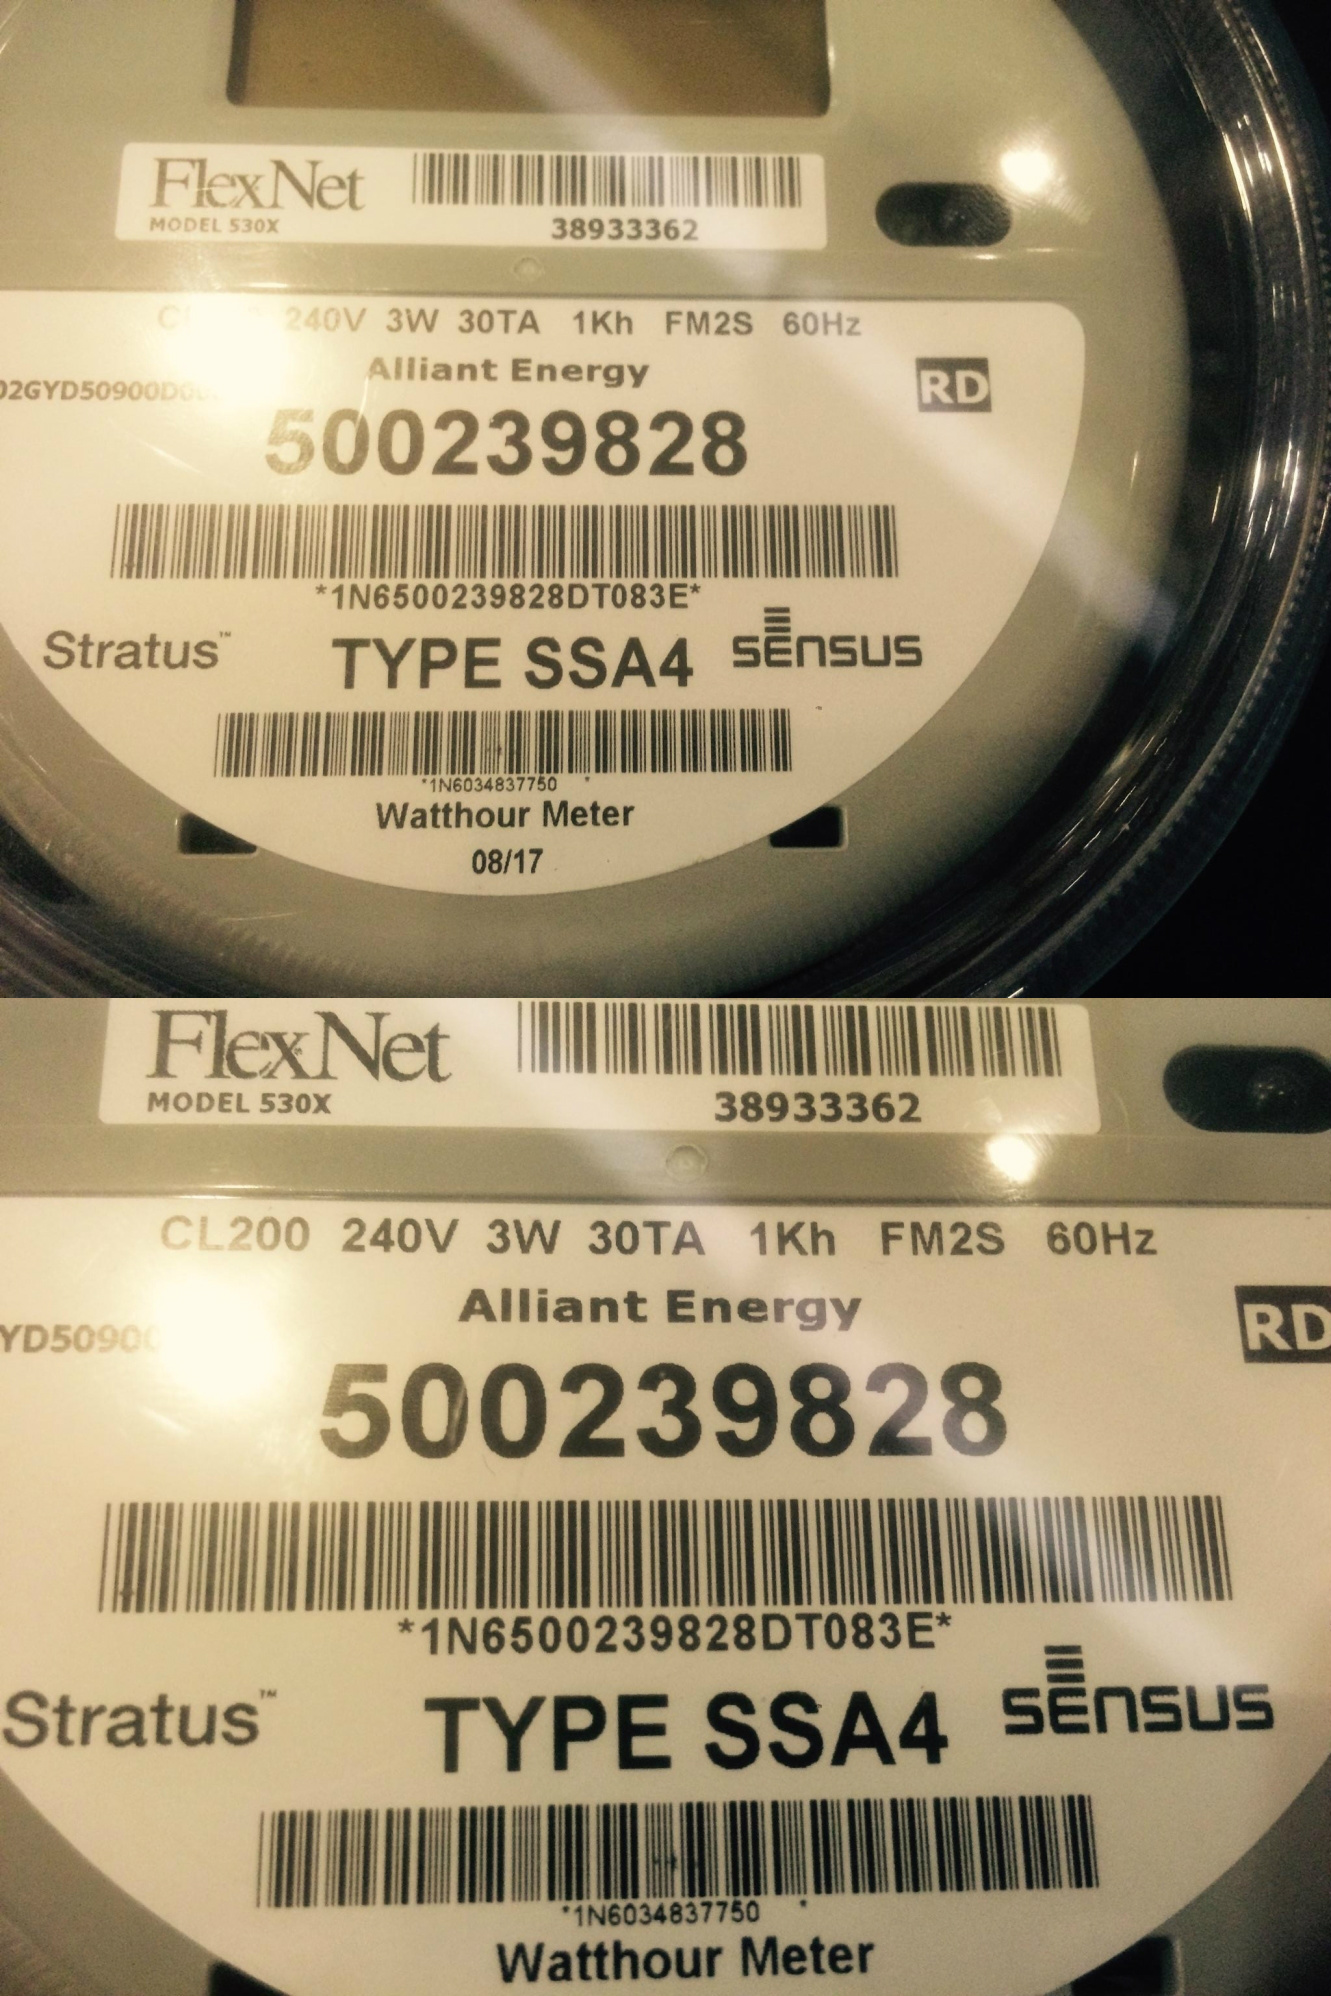 FlexNet
MODEL 530X
38933362
240V 3W 30TA 1Kh FM2S 60Hz
Alliant Energy
02GYD50900D0
RD
500239828
*1N6500239828DT083E*
Stratus™
TYPE SSA4
sensus
*1N6034837750 *
Watthour Meter
08/17
FlexNet
MODEL 530X
38933362
CL200 240V 3W 30TA 1Kh FM2S 60Hz
Alliant Energy
RD
YD50900
500239828
*1N6500239828DT083E*
Stratus™
TYPE SSA4
sensus
*1N6034837750 *
Watthour Meter